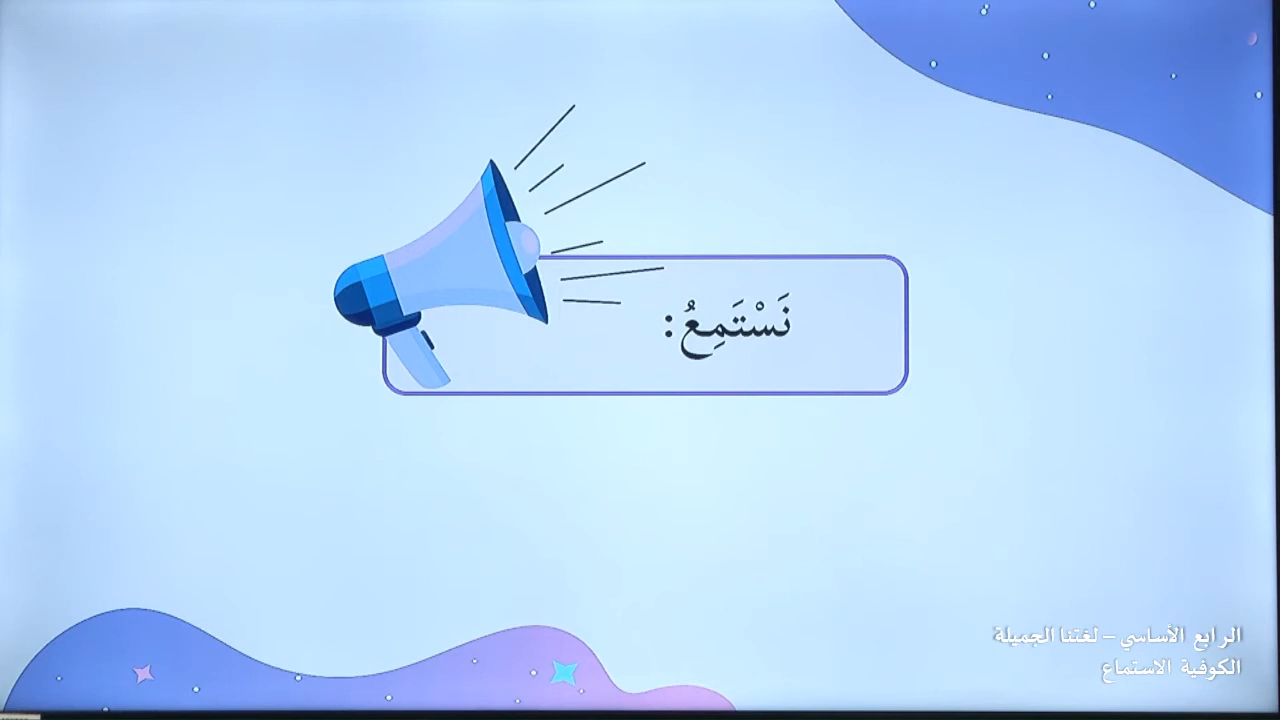 نَسْتَمِعُ :
الرابع الأساسي – لغتنا الجميلة
الكوفية الاستماع